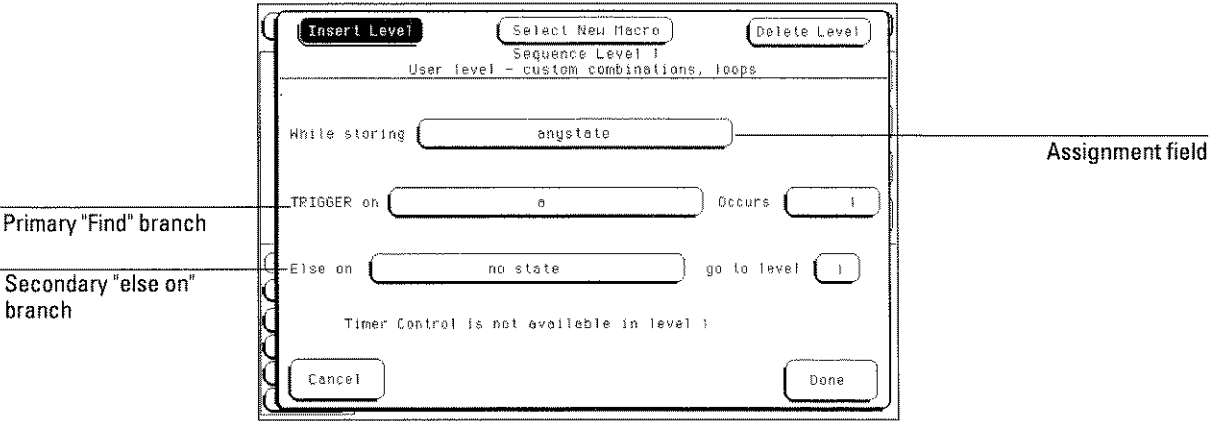 Insert Level Select New Macro Delete Level
Sequence Level 1
User level - custom combinations, loops
While storing anystate
Assignment field
TRIGGER on a Occurs 1
Primary "Find" branch
Else on no state go to level 1
Secondary "else on"
branch
Timer Control is not available in level 1
Cancel Done